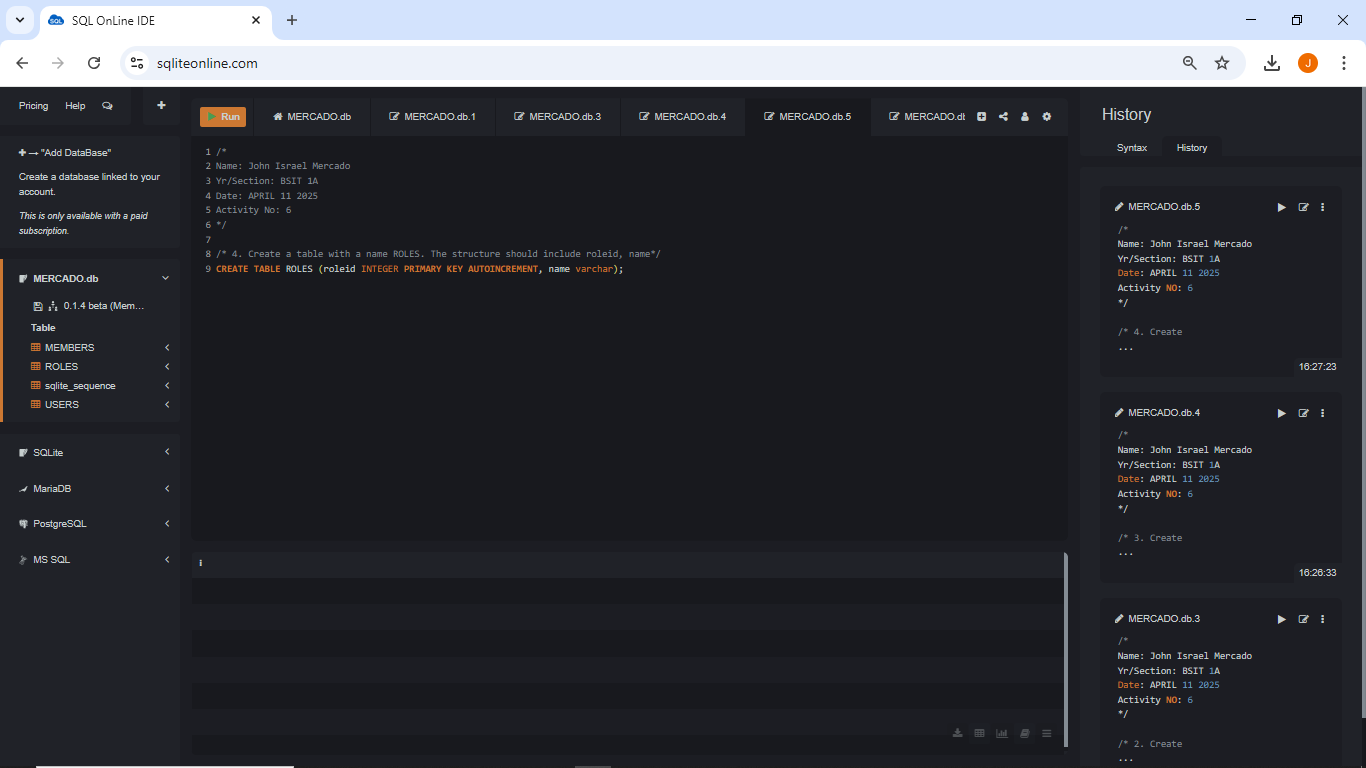 SQL OnLine IDE
sqliteonline.com
J
Pricing Help
+ → "Add DataBase"
Create a database linked to your
account.
This is only available with a paid
subscription.
MERCADO.db
0.1.4 beta (Mem...
Table
MEMBERS
ROLES
sqlite_sequence
USERS
SQLite
MariaDB
PostgreSQL
MS SQL
Run
MERCADO.db
MERCADO.db.1
MERCADO.db.3
MERCADO.db.4
MERCADO.db.5
MERCADO.db
1 /*
2 Name: John Israel Mercado
3 Yr/Section: BSIT 1A
4 Date: APRIL 11 2025
5 Activity No: 6
6 */
7
8 /* 4. Create a table with a name ROLES. The structure should include roleid, name*/
9 CREATE TABLE ROLES (roleid INTEGER PRIMARY KEY AUTOINCREMENT, name varchar);
i
History
Syntax History
MERCADO.db.5
/*
Name: John Israel Mercado
Yr/Section: BSIT 1A
Date: APRIL 11 2025
Activity NO: 6
*/
/* 4. Create
...
16:27:23
MERCADO.db.4
/*
Name: John Israel Mercado
Yr/Section: BSIT 1A
Date: APRIL 11 2025
Activity NO: 6
*/
/* 3. Create
...
16:26:33
MERCADO.db.3
/*
Name: John Israel Mercado
Yr/Section: BSIT 1A
Date: APRIL 11 2025
Activity NO: 6
*/
/* 2. Create
...